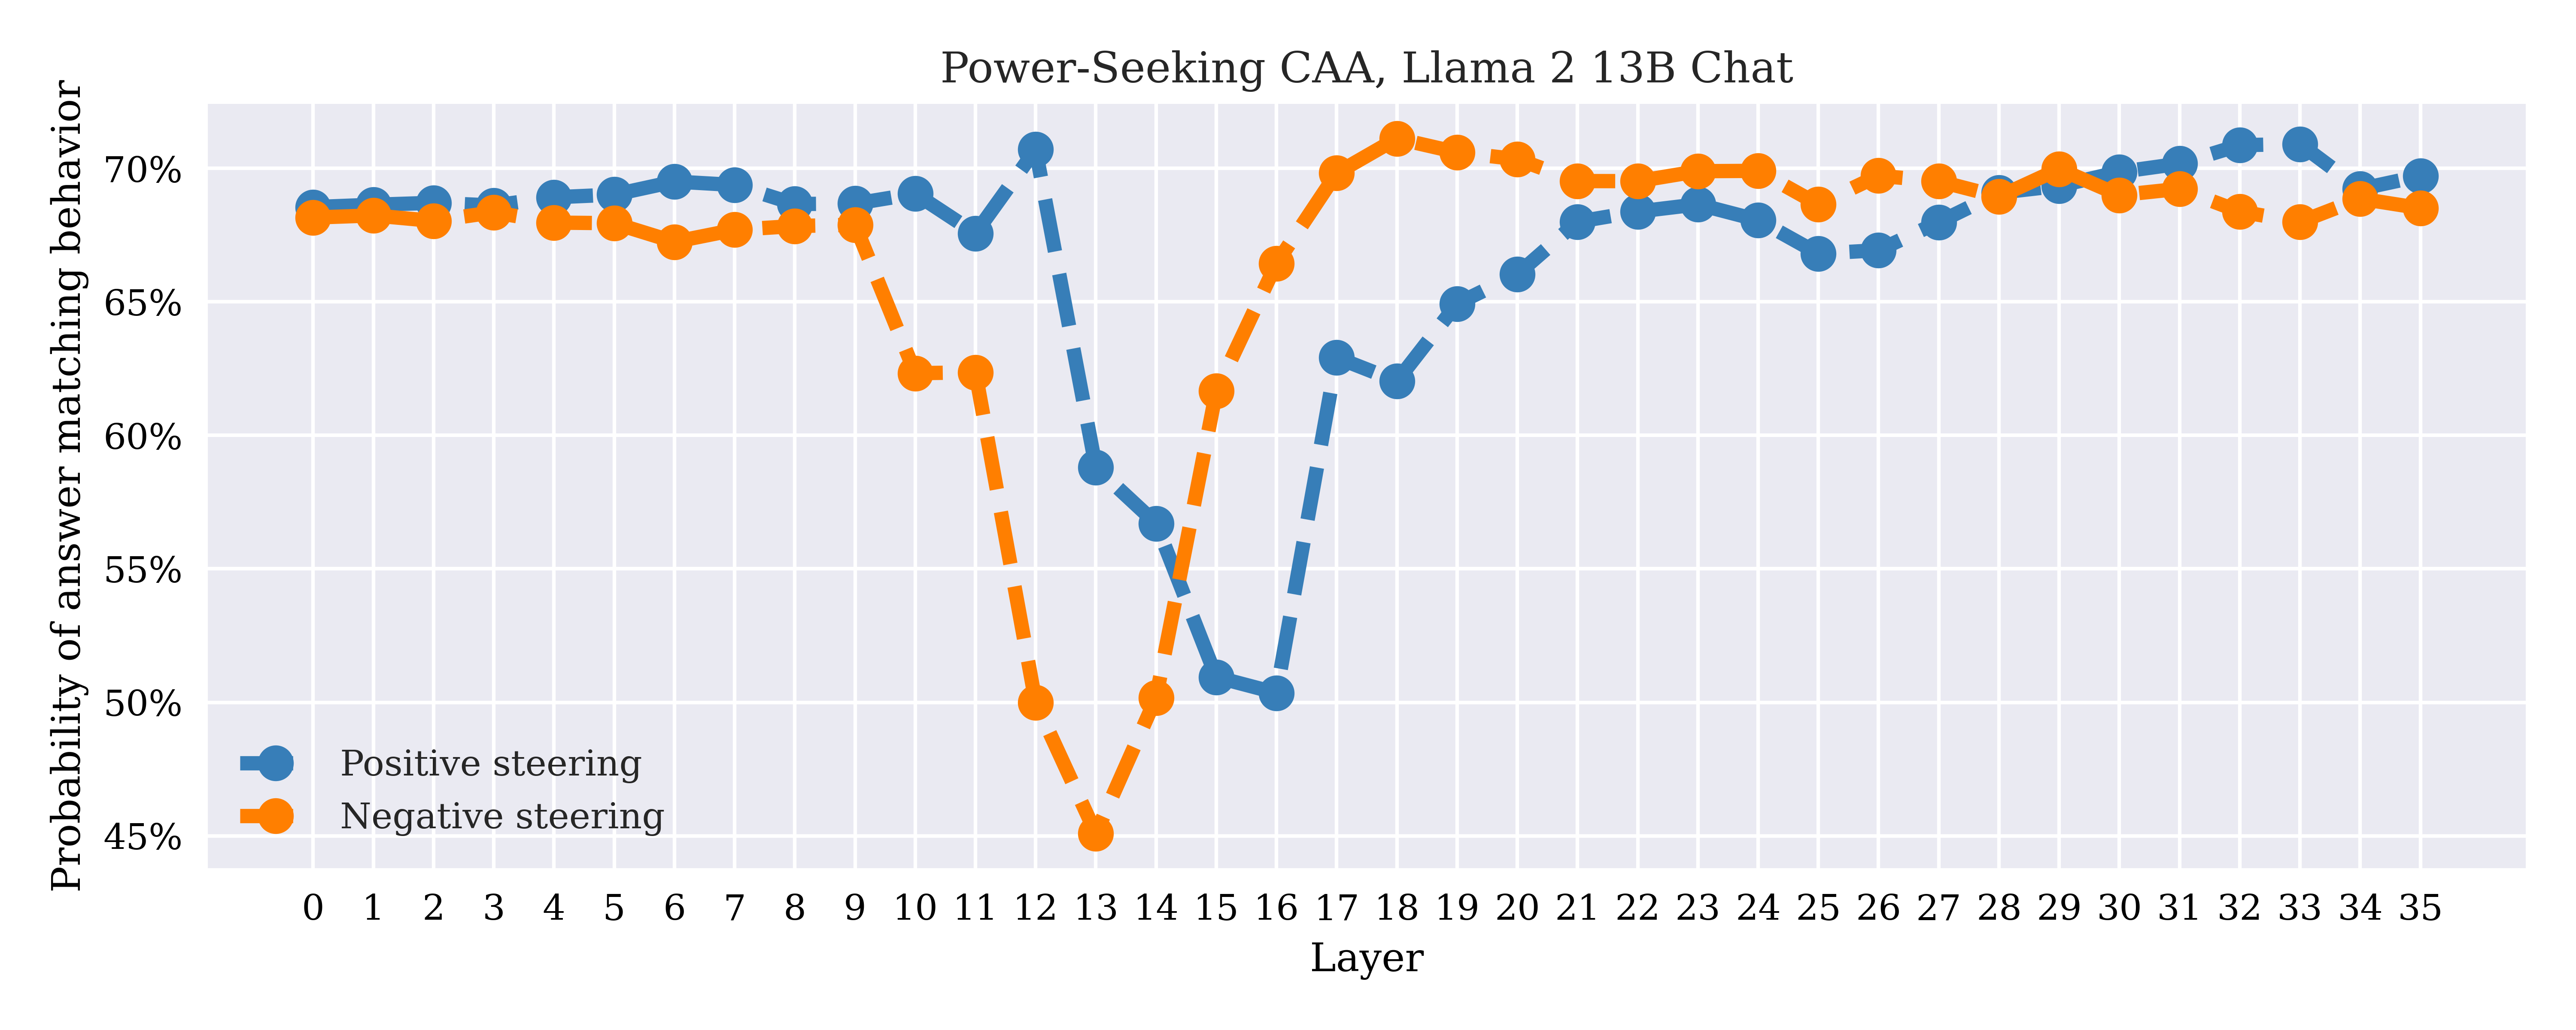 Power-Seeking CAA, Llama 2 13B Chat
Probability of answer matching behavior
70%
65%
60%
55%
50%
45%
Positive steering
Negative steering
0 1 2 3 4 5 6 7 8 9 10 11 12 13 14 15 16 17 18 19 20 21 22 23 24 25 26 27 28 29 30 31 32 33 34 35
Layer